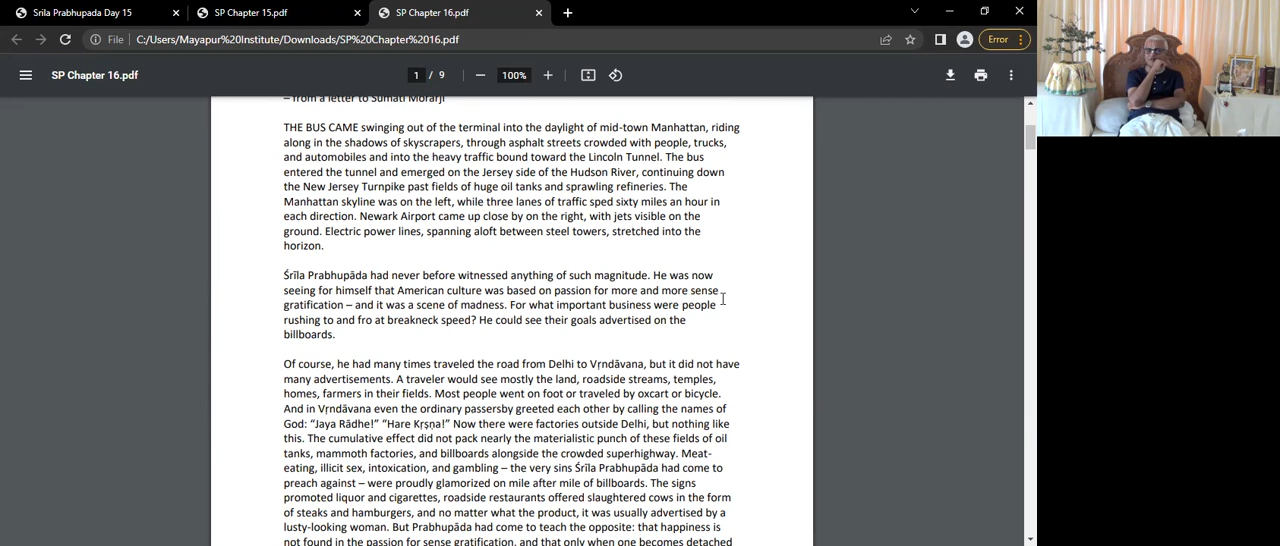 Srila Prabhupada Day 15
SP Chapter 15.pdf
SP Chapter 16.pdf
File
C:/Users/Mayapur%20Institute/Downloads/SP%20Chapter%2016.pdf
Error
SP Chapter 16.pdf
1 / 9
100%
– from a letter to Sumati Morarji
THE BUS CAME swinging out of the terminal into the daylight of mid-town Manhattan, riding
along in the shadows of skyscrapers, through asphalt streets crowded with people, trucks,
and automobiles and into the heavy traffic bound toward the Lincoln Tunnel. The bus
entered the tunnel and emerged on the Jersey side of the Hudson River, continuing down
the New Jersey Turnpike past fields of huge oil tanks and sprawling refineries. The
Manhattan skyline was on the left, while three lanes of traffic sped sixty miles an hour in
each direction. Newark Airport came up close by on the right, with jets visible on the
ground. Electric power lines, spanning aloft between steel towers, stretched into the
horizon.
Śrīla Prabhupāda had never before witnessed anything of such magnitude. He was now
seeing for himself that American culture was based on passion for more and more sense
gratification – and it was a scene of madness. For what important business were people
rushing to and fro at breakneck speed? He could see their goals advertised on the
billboards.
Of course, he had many times traveled the road from Delhi to Vṛndāvana, but it did not have
many advertisements. A traveler would see mostly the land, roadside streams, temples,
homes, farmers in their fields. Most people went on foot or traveled by oxcart or bicycle.
And in Vṛndāvana even the ordinary passersby greeted each other by calling the names of
God: “Jaya Rādhe!” “Hare Kṛṣṇa!” Now there were factories outside Delhi, but nothing like
this. The cumulative effect did not pack nearly the materialistic punch of these fields of oil
tanks, mammoth factories, and billboards alongside the crowded superhighway. Meat-
eating, illicit sex, intoxication, and gambling – the very sins Śrīla Prabhupāda had come to
preach against – were proudly glamorized on mile after mile of billboards. The signs
promoted liquor and cigarettes, roadside restaurants offered slaughtered cows in the form
of steaks and hamburgers, and no matter what the product, it was usually advertised by a
lusty-looking woman. But Prabhupāda had come to teach the opposite: that happiness is
not found in the passion for sense gratification, and that only when one becomes detached